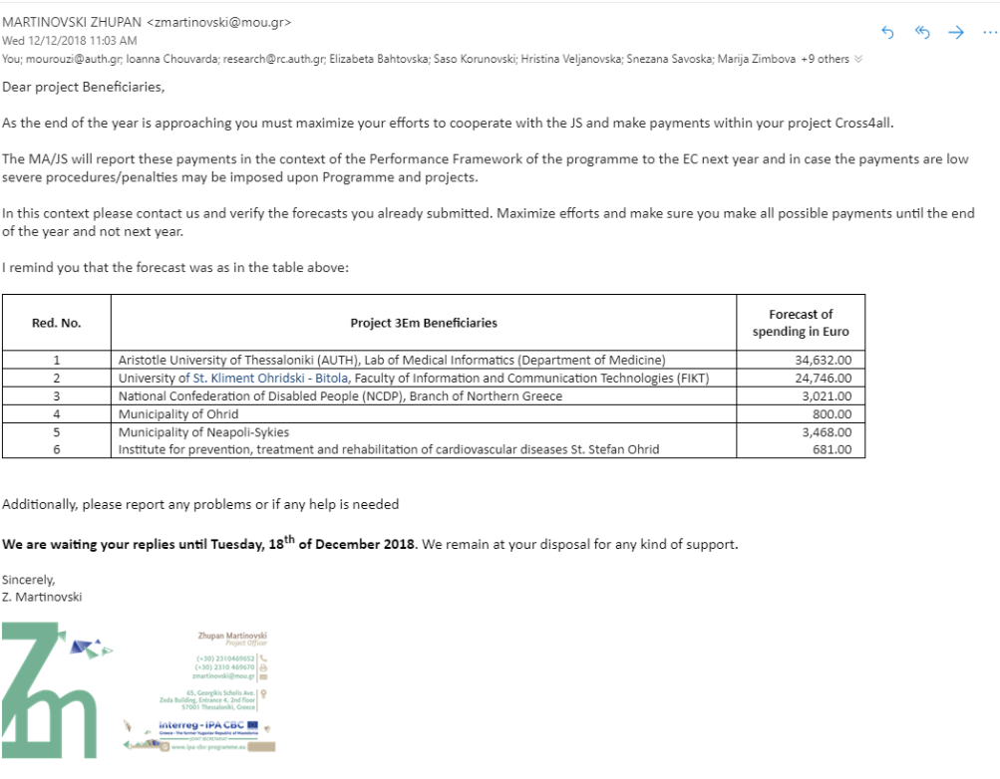 MARTINOVSKI ZHUPAN <zmartinovski@mou.gr>
Wed 12/12/2018 11:03 AM
You; mourouzi@auth.gr; Ioanna Chouvarda; research@rc.auth.gr; Elizabeta Bahtovska; Saso Korunovski; Hristina Veljanovska; Snezana Savoska; Marija Zimbova +9 others
Dear project Beneficiaries,
As the end of the year is approaching you must maximize your efforts to cooperate with the JS and make payments within your project Cross4all.
The MA/JS will report these payments in the context of the Performance Framework of the programme to the EC next year and in case the payments are low
severe procedures/penalties may be imposed upon Programme and projects.
In this context please contact us and verify the forecasts you already submitted. Maximize efforts and make sure you make all possible payments until the end
of the year and not next year.
I remind you that the forecast was as in the table above:
Red. No. Project 3Em Beneficiaries Forecast of
spending in Euro
1 Aristotle University of Thessaloniki (AUTH), Lab of Medical Informatics (Department of Medicine) 34,632.00
2 University of St. Kliment Ohridski - Bitola, Faculty of Information and Communication Technologies (FIKT) 24,746.00
3 National Confederation of Disabled People (NCDP), Branch of Northern Greece 3,021.00
4 Municipality of Ohrid 800.00
5 Municipality of Neapoli-Sykies 3,468.00
6 Institute for prevention, treatment and rehabilitation of cardiovascular diseases St. Stefan Ohrid 681.00
Additionally, please report any problems or if any help is needed
We are waiting your replies until Tuesday, 18th of December 2018. We remain at your disposal for any kind of support.
Sincerely,
Z. Martinovski
Zm
Zhupan Martinovski
Project Officer
(+30) 2310469652
(+30) 2310 469670
zmartinovski@mou.gr
65, Georgikis Scholis Ave.
Zeda Building, Entrance 4, 2nd floor
57001 Thessaloniki, Greece
Interreg - IPA CBC
Greece - The former Yugoslav Republic of Macedonia
JOINT SECRETARIAT
www.ipa-cbc-programme.eu